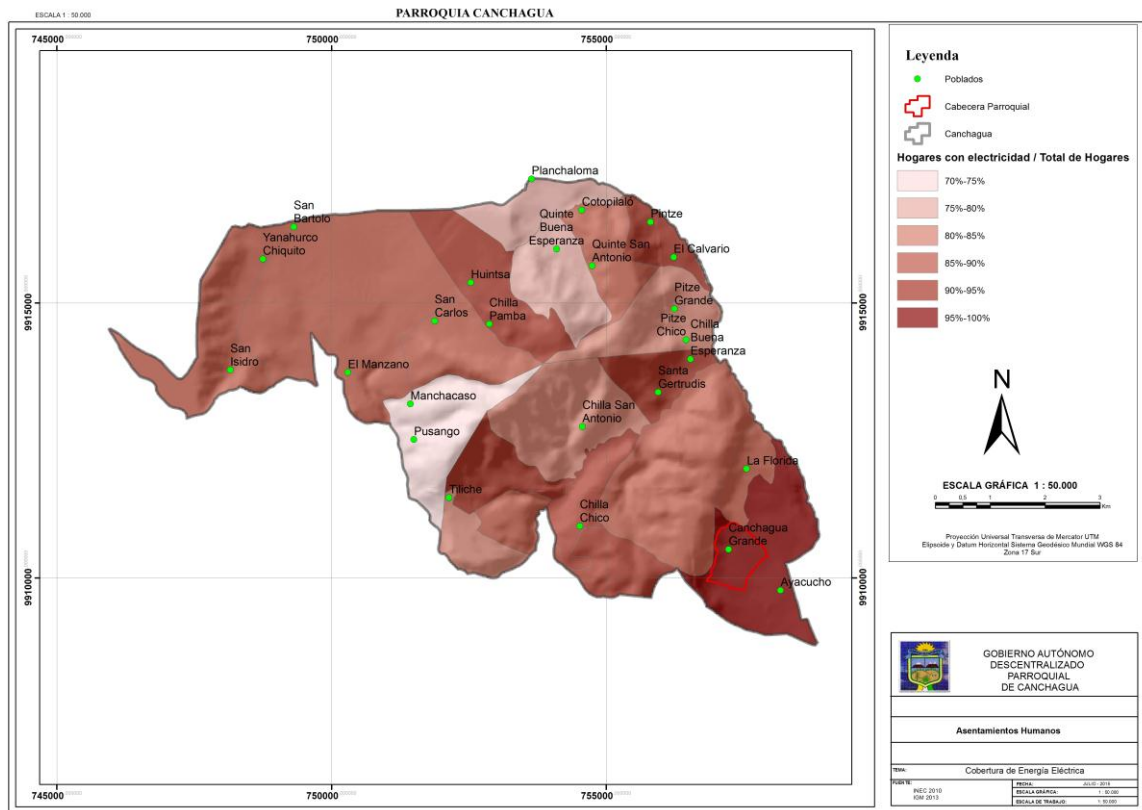 ESCALA 1 : 50.000
PARROQUIA CANCHAGUA
745000
750000
755000
9915000
9915000
9910000
9910000
745000
750000
755000
Planchaloma
San
Bartolo
Yanahurco
Chiquito
Cotopilaló
Quinte
Buena
Esperanza
Pintze
Quinte San
Antonio
El Calvario
Huintsa
Pitze
Grande
San
Carlos
Chilla
Pamba
Pitze
Chico
Chilla
Buena
Esperanza
San
Isidro
El Manzano
Santa
Gertrudis
Manchacaso
Chilla San
Antonio
Pusango
La Florida
Tiliche
Chilla
Chico
Canchagua
Grande
Ayacucho
Leyenda
Poblados
Cabecera Parroquial
Canchagua
Hogares con electricidad / Total de Hogares
70%-75%
75%-80%
80%-85%
85%-90%
90%-95%
95%-100%
N
ESCALA GRÁFICA 1 : 50.000
0 0,5 1 2 3
Km
Proyección Universal Transversa de Mercator UTM
Elipsoide y Datum Horizontal Sistema Geodésico Mundial WGS 84
Zona 17 Sur
GOBIERNO AUTÓNOMO
DESCENTRALIZADO
PARROQUIAL
DE CANCHAGUA
Asentamientos Humanos
TEMA: Cobertura de Energía Eléctrica
FUENTE:
INEC 2010
IGM 2013
FECHA:
ESCALA GRÁFICA: 1 : 50.000
ESCALA DE TRABAJO: 1: 50 000